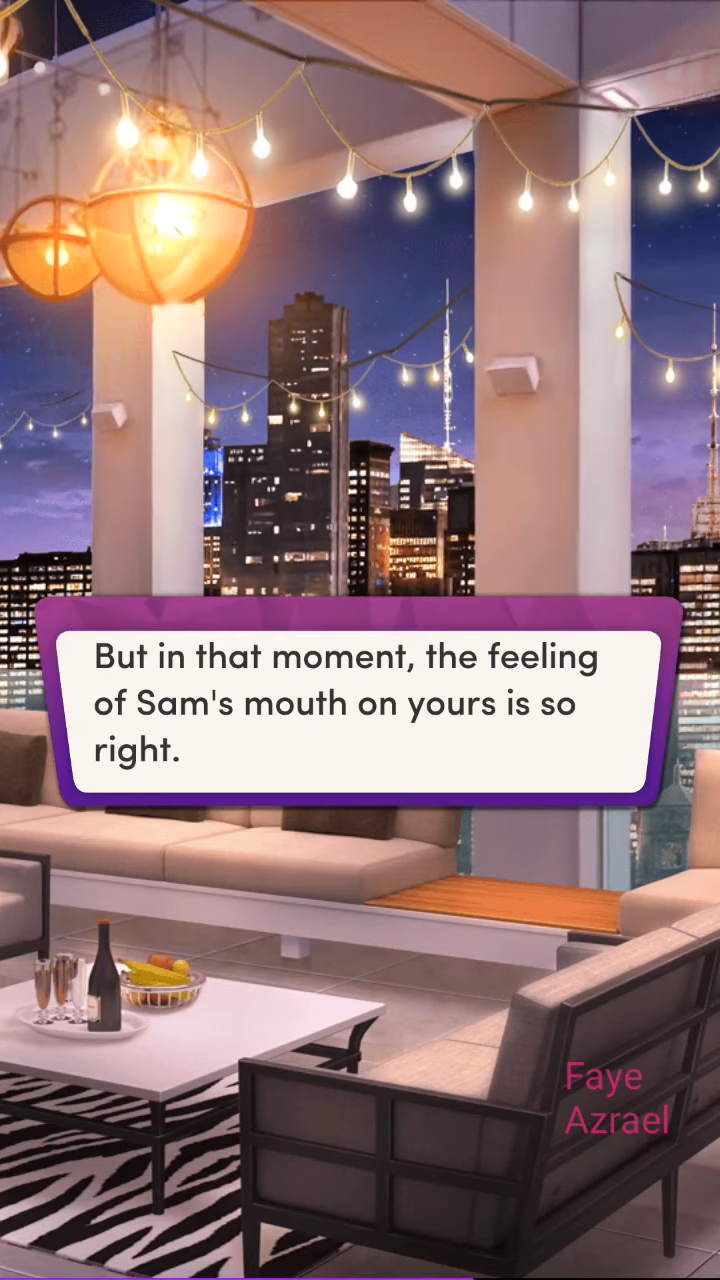 But in that moment, the feeling
of Sam's mouth on yours is so
right.
Faye
Azrael